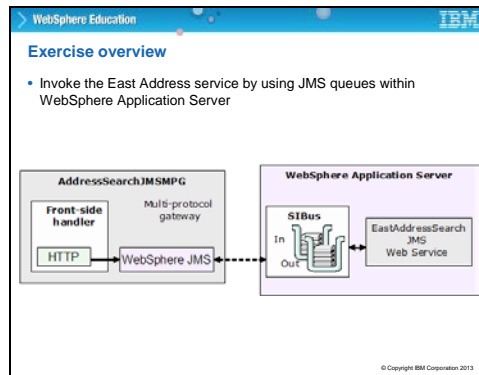 WebSphere Education
IBM
Exercise overview
• Invoke the East Address service by using JMS queues within
WebSphere Application Server
AddressSearchJMSMPG
Front-side
handler
HTTP
Multi-protocol
gateway
WebSphere JMS
WebSphere Application Server
SIBus
In
Out
EastAddressSearch
JMS
Web Service
© Copyright IBM Corporation 2013